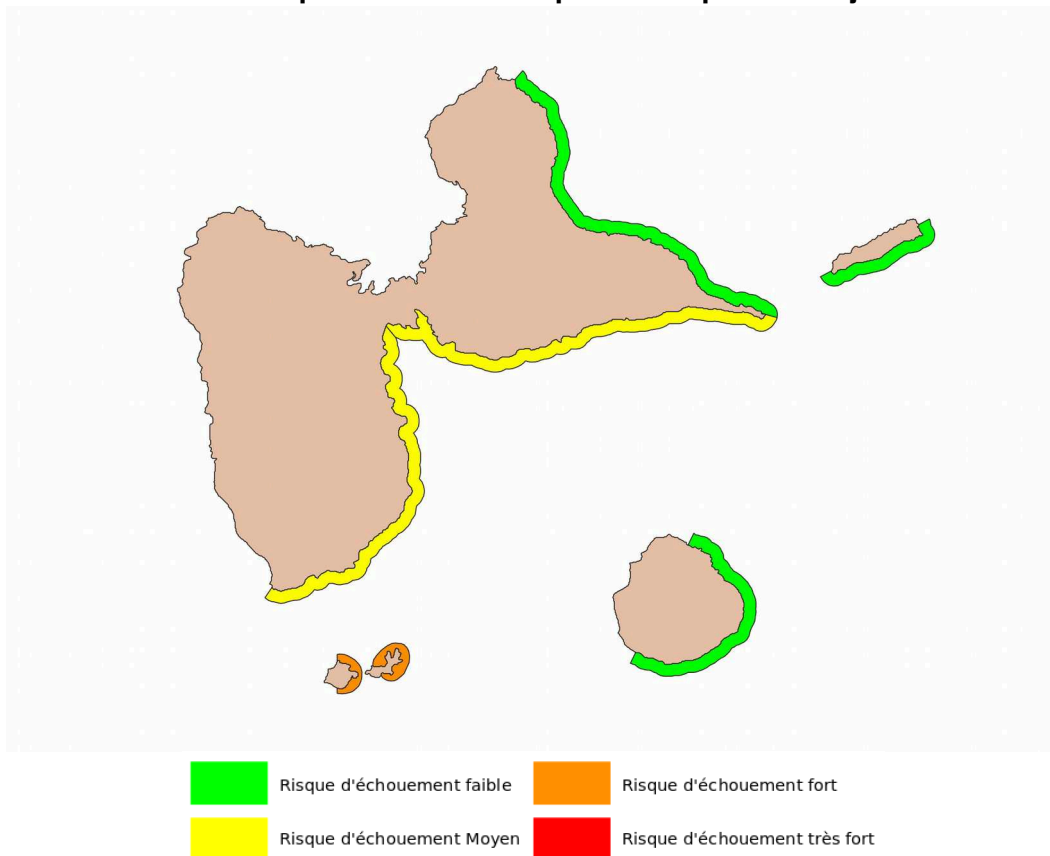 Risque d'échouement faible
Risque d'échouement fort
Risque d'échouement Moyen
Risque d'échouement très fort